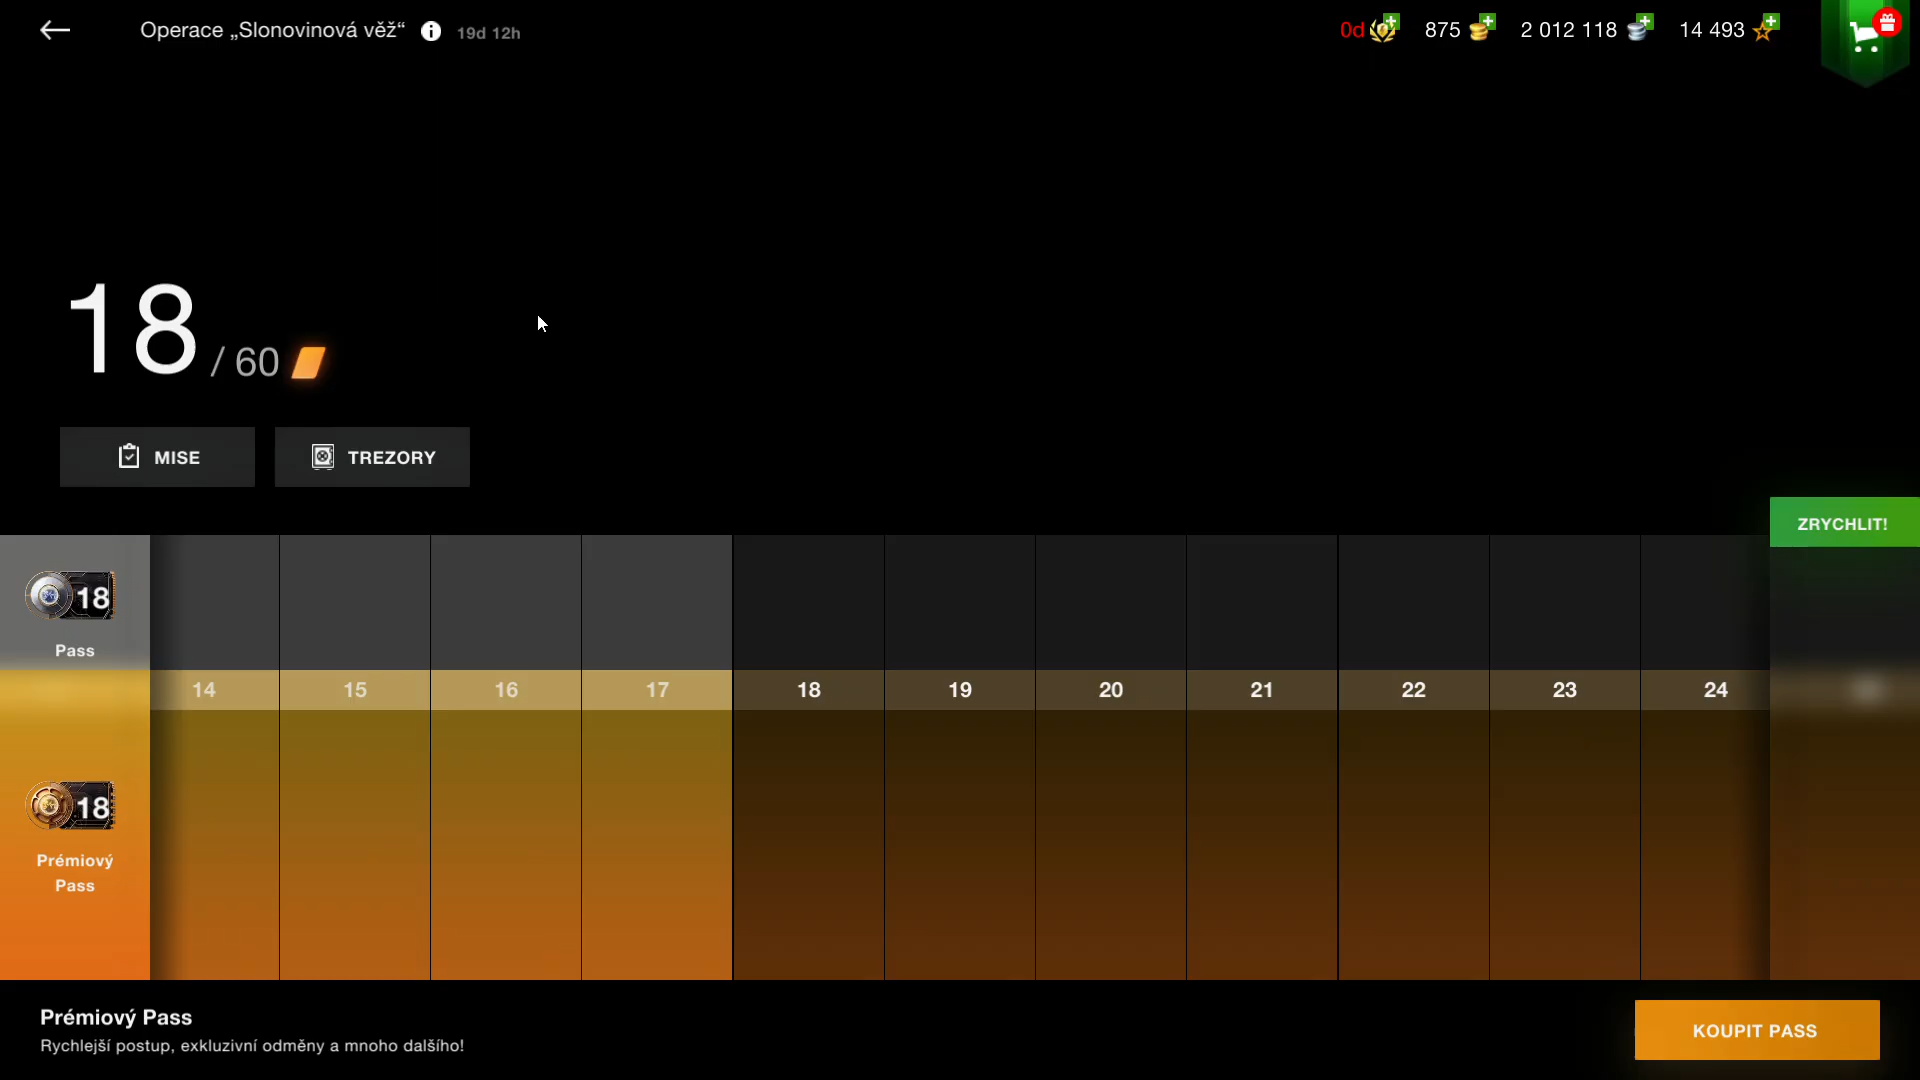 Operace „Slonovinová věž“ i 19d 12h
0d 875 2 012 118 14 493
18 / 60
MISE TREZORY
ZRYCHLIT!
18
Pass
14 15 16 17 18 19 20 21 22 23 24
18
Prémiový
Pass
Prémiový Pass
Rychlejší postup, exkluzivní odměny a mnoho dalšího!
KOUPIT PASS